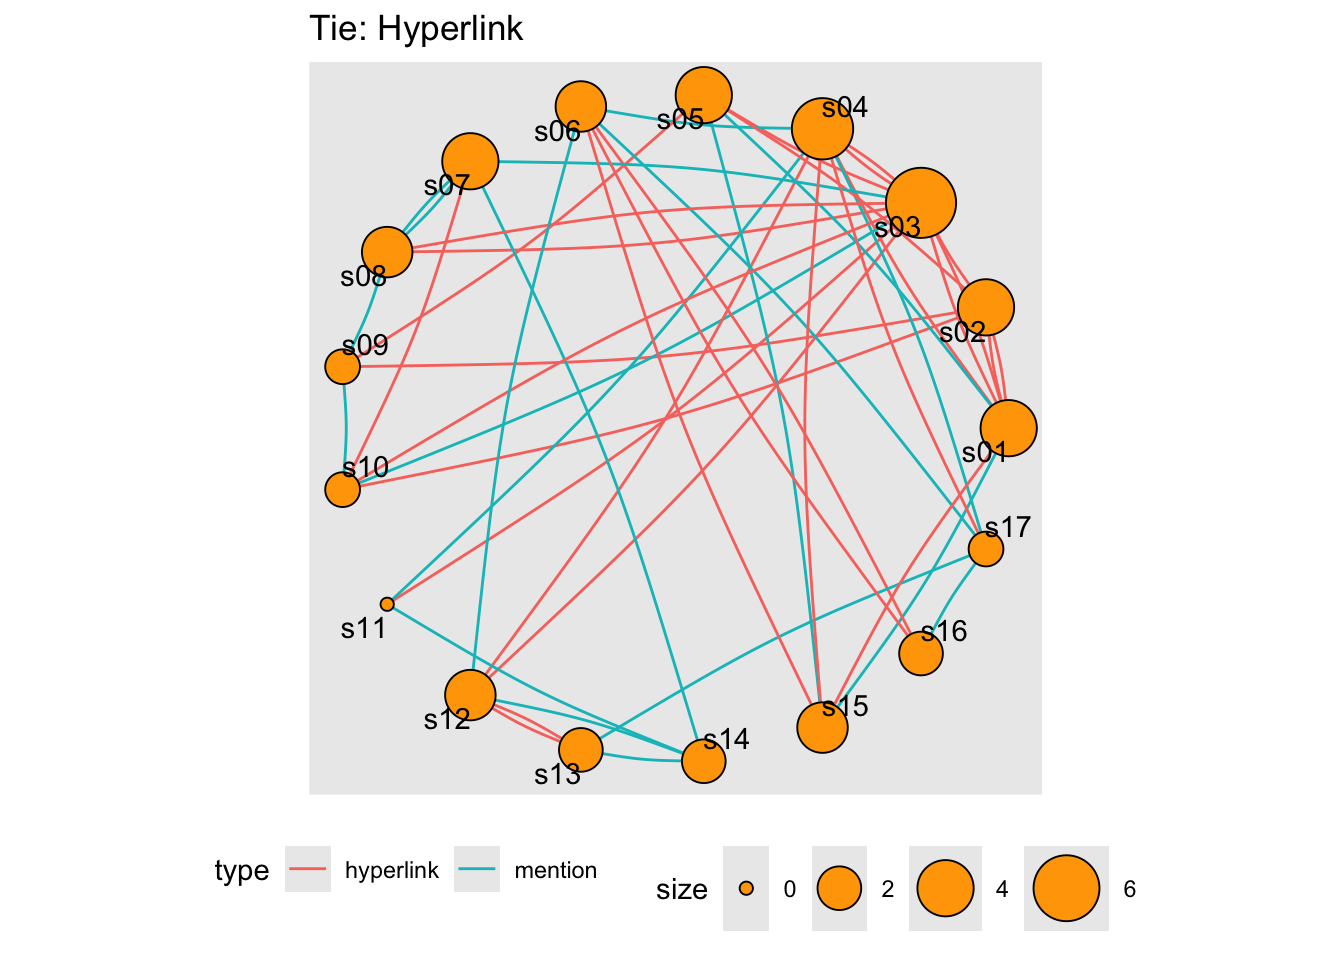 Tie: Hyperlink
s04
s05
s06
s07
s03
s08
s02
s09
s01
s10
s17
s11
s16
s15
s12
s14
s13
type hyperlink mention
size 0 2 4 6